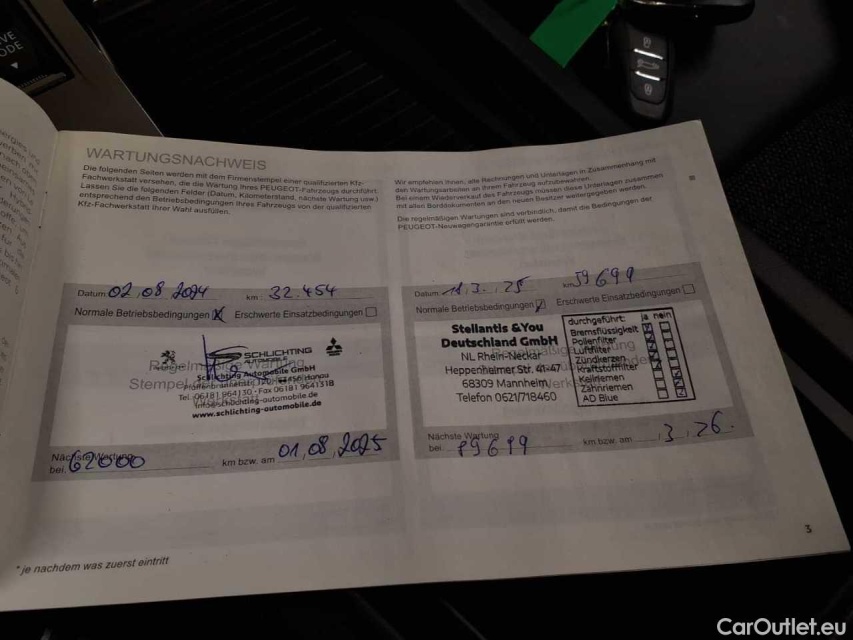 WARTUNGSNACHWEIS
Die folgenden Seiten werden mit dem Firmenstempel einer qualifizierten Kfz-
Fachwerkstatt versehen, die die Wartung Ihres PEUGEOT-Fahrzeugs durchführt.
Lassen Sie die folgenden Felder (Datum, Kilometerstand, nächste Wartung usw.)
entsprechend den Betriebsbedingungen Ihres Fahrzeugs von der qualifizierten
Kfz-Fachwerkstatt Ihrer Wahl ausfüllen.
Datum 02.08 2024 km : 32.454
Normale Betriebsbedingungen Erschwerte Einsatzbedingungen
SCHLICHTING
AUTOMOBILE
Schlichting Automobile GmbH
Tel. 06181 964130 - Fax 06181 9641318
info@schlichting-automobile.de
www.schlichting-automobile.de
Nächste Wartung
bei 62000 km bzw. am 01.08.2025
* je nachdem was zuerst eintritt
Wir empfehlen Ihnen, alle Rechnungen und Unterlagen in Zusammenhang mit
den Wartungsarbeiten an Ihrem Fahrzeug aufzubewahren.
Bei einem Wiederverkauf des Fahrzeugs müssen diese Unterlagen zusammen
mit allen Borddokumenten an den neuen Besitzer weitergegeben werden.
Die regelmäßigen Wartungen sind verbindlich, damit die Bedingungen der
PEUGEOT-Neuwagengarantie erfüllt werden.
Datum 3. 25 km 59699
Normale Betriebsbedingungen Erschwerte Einsatzbedingungen
Stellantis &You
Deutschland GmbH
NL Rhein-Neckar
Heppenheimer Str. 41-47
68309 Mannheim
Telefon 0621/718460
durchgeführt: ja nein
Bremsflüssigkeit
Pollenfilter
Luftfilter
Zündkerzen
Kraftstofffilter
Keilriemen
Zahnriemen
AD Blue
Nächste Wartung
bei km bzw. am 3.26.
3
CarOutlet.eu